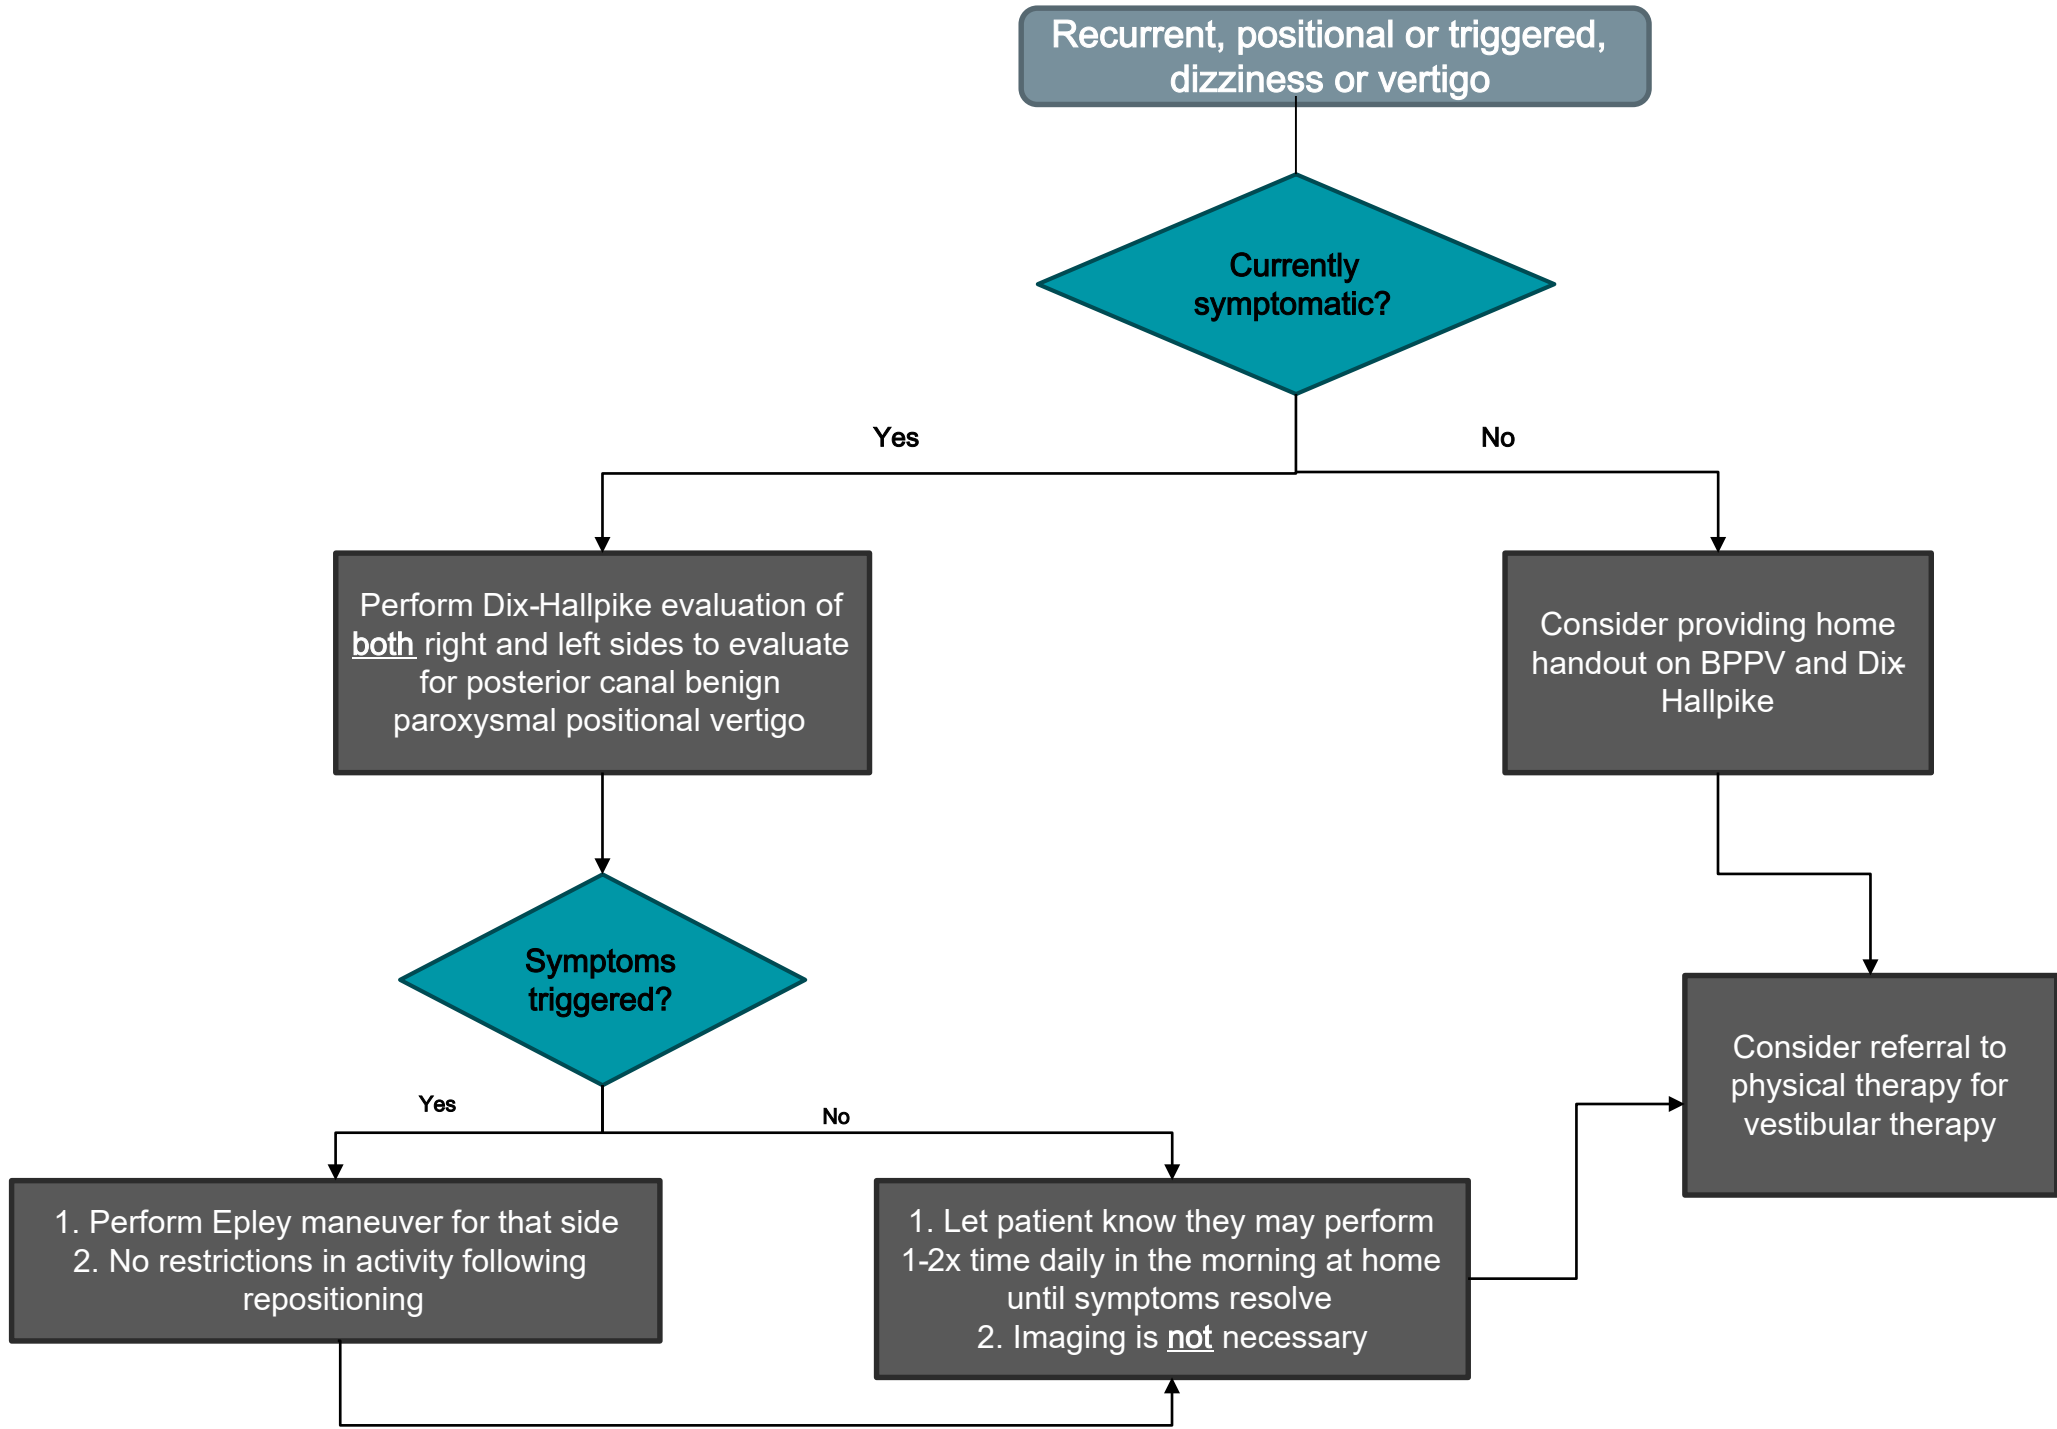 Recurrent, positional or triggered,
dizziness or vertigo
Currently
symptomatic?
Yes
No
Perform Dix-Hallpike evaluation of
both right and left sides to evaluate
for posterior canal benign
paroxysmal positional vertigo
Consider providing home
handout on BPPV and Dix-
Hallpike
Symptoms
triggered?
Yes
No
Consider referral to
physical therapy for
vestibular therapy
1. Perform Epley maneuver for that side
2. No restrictions in activity following
repositioning
1. Let patient know they may perform
1-2x time daily in the morning at home
until symptoms resolve
2. Imaging is not necessary